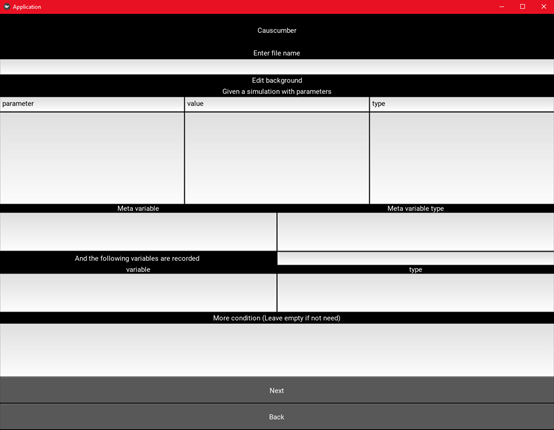 Application
Causcumber
Enter file name
Edit background
Given a simulation with parameters
parameter value type
Meta variable Meta variable type
And the following variables are recorded
variable type
More condition (Leave empty if not need)
Next
Back